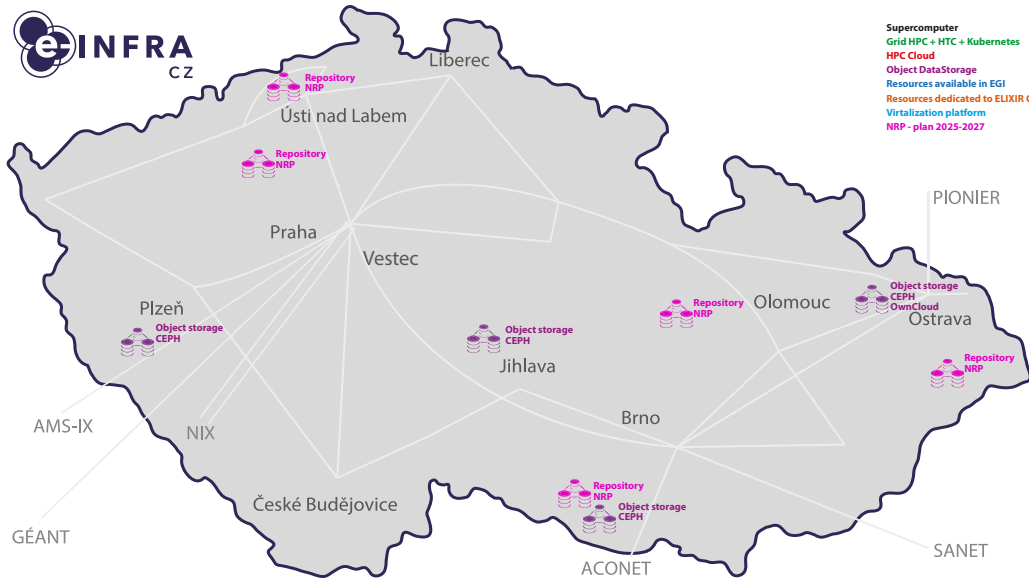 e-INFRA
CZ
Supercomputer
Grid HPC + HTC + Kubernetes
HPC Cloud
Object DataStorage
Resources available in EGI
Resources dedicated to ELIXIR
Virtalization platform
NRP - plan 2025-2027
Liberec
Repository
NRP
Ústi nad Labem
Repository
NRP
PIONIER
Praha
Vestec
Plzeň
Object storage
CEPH
Object storage
CEPH
Jihlava
Repository
NRP
Olomouc
Object storage
CEPH
OwnCloud
Ostrava
Repository
NRP
AMS-IX
NIX
Brno
České Budějovice
Repository
NRP
Object storage
CEPH
GÉANT
ACONET
SANET